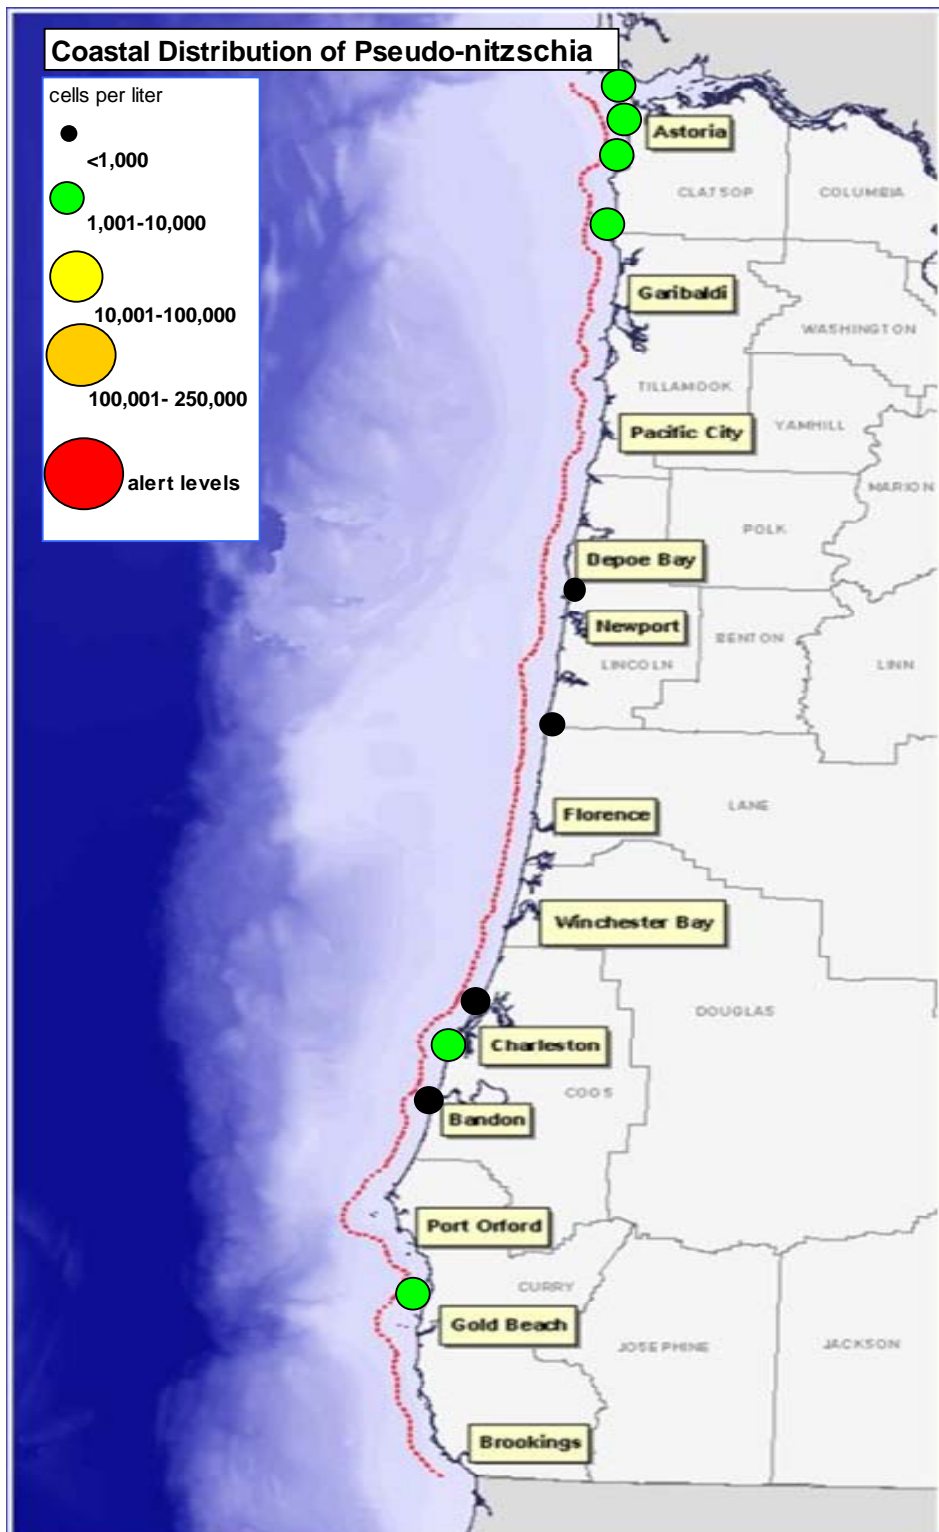 Coastal Distribution of Pseudo-nitzschia
cells per liter
<1,000
1,001-10,000
10,001-100,000
100,001- 250,000
alert levels
Astoria
CLATSOP
COLUMBIA
Garibaldi
WASHINGTON
TILLAMOOK
Pacific City
YAMHILL
MARION
POLK
Depoe Bay
Newport
BENTON
LINCOLN
LINN
LANE
Florence
Winchester Bay
DOUGLAS
Charleston
COOS
Bandon
Port Orford
CURRY
Gold Beach
JOSEPHINE
JACKSON
Brookings